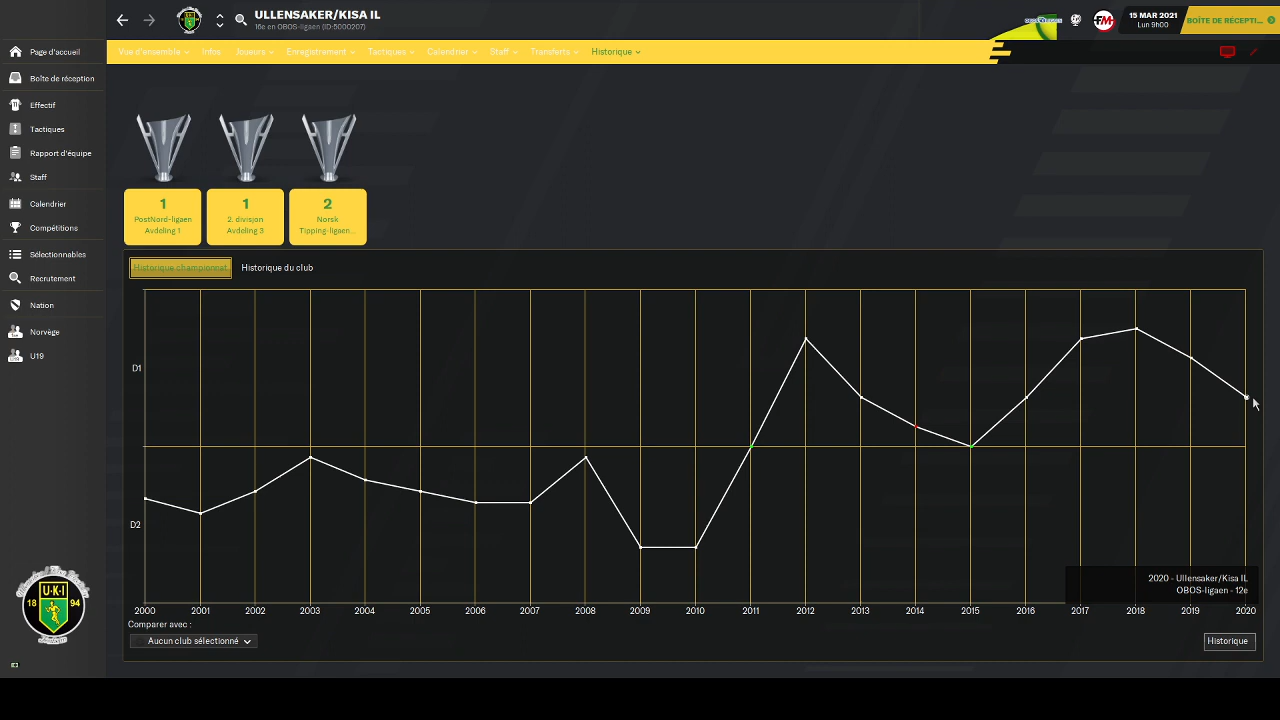 ULLENSAKER/KISA IL
16e en OBOS-ligaen (ID:5000207)
15 MAR 2021
Lun 9h00
BOÎTE DE RÉCEPTI...
FM
Vue d'ensemble
Infos
Joueurs
Enregistrement
Tactiques
Calendrier
Staff
Transferts
Historique
Page d'accueil
Boîte de réception
Effectif
Tactiques
Rapport d'équipe
Staff
Calendrier
Compétitions
Sélectionnables
Recrutement
Nation
Norvège
U19
U·K·I
18 94
1
PostNord-ligaen
Avdeling 1
1
2. divisjon
Avdeling 3
2
Norsk
Tipping-ligaen...
Historique championnat
Historique du club
D1
D2
2000 2001 2002 2003 2004 2005 2006 2007 2008 2009 2010 2011 2012 2013 2014 2015 2016 2017 2018 2019 2020
2020 - Ullensaker/Kisa IL
OBOS-ligaen - 12e
Comparer avec :
Aucun club sélectionné
Historique